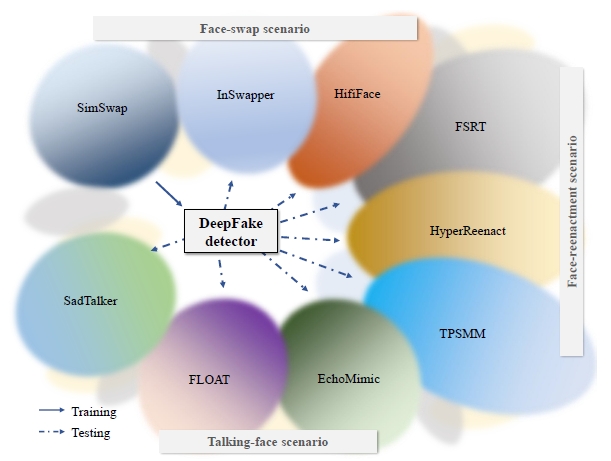 Face-swap scenario
SimSwap
InSwapper
HifiFace
FSRT
Face-reenactment scenario
DeepFake
detector
HyperReenact
SadTalker
TPSMM
FLOAT
EchoMimic
Training
Testing
Talking-face scenario